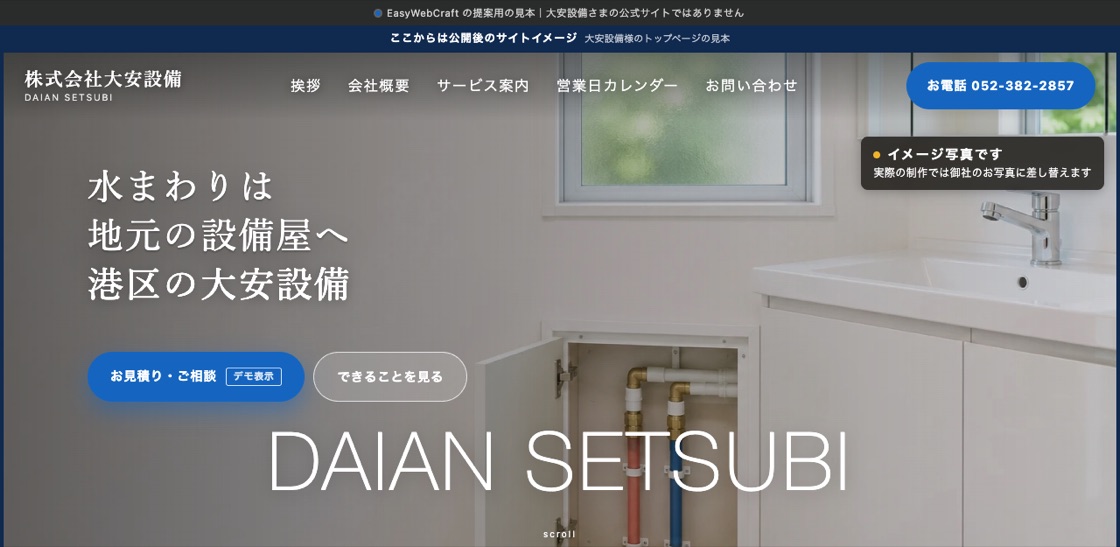 EasyWebCraft の提案用の見本｜大安設備さまの公式サイトではありません
ここからは公開後のサイトイメージ 大安設備様のトップページの見本
株式会社大安設備
DAIAN SETSUBI
挨拶 会社概要 サービス案内 営業日カレンダー お問い合わせ
お電話 052-382-2857
イメージ写真です
実際の制作では御社のお写真に差し替えます
水まわりは
地元の設備屋へ
港区の大安設備
お見積り・ご相談 デモ表示 できることを見る
DAIAN SETSUBI
scroll